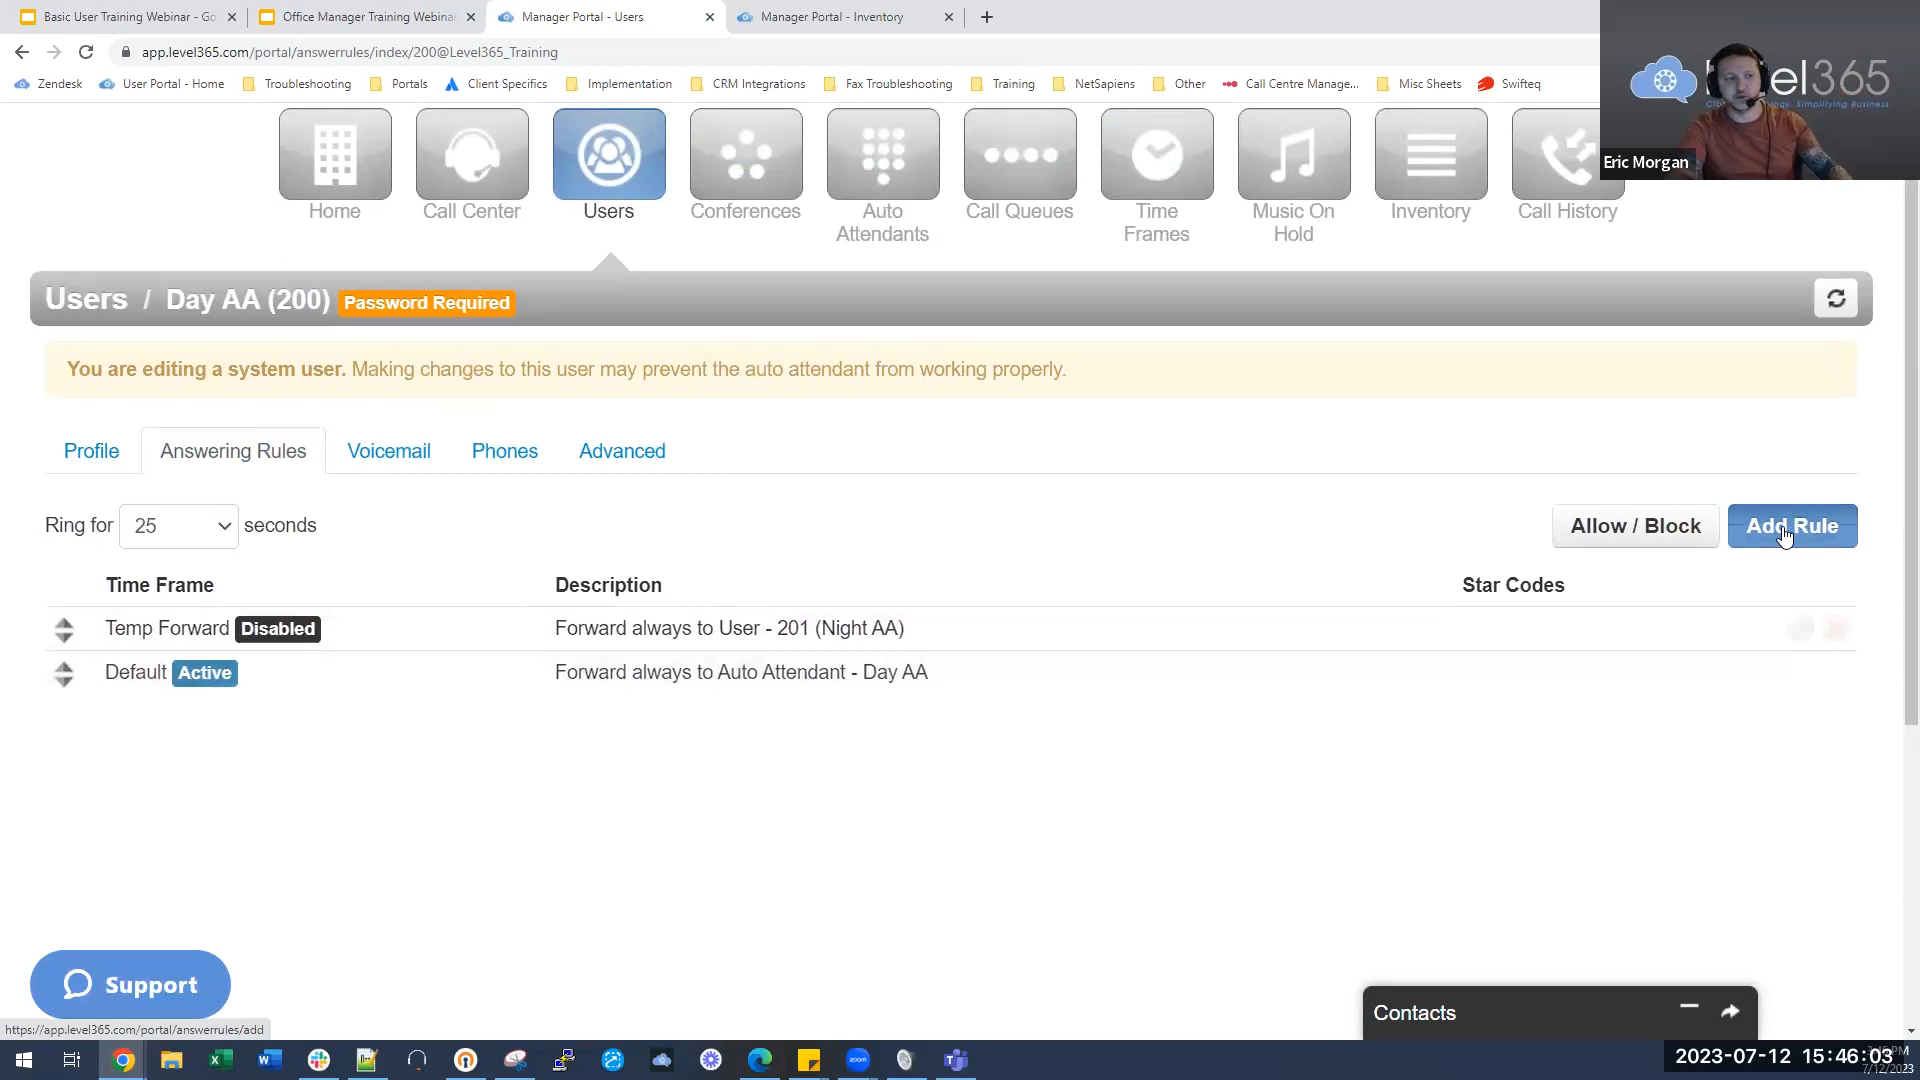 Basic User Training Webinar - Go
Office Manager Training Webinar
Manager Portal - Users
Manager Portal - Inventory
app.level365.com/portal/answerrules/index/200@Level365_Training
Zendesk
User Portal - Home
Troubleshooting
Portals
Client Specifics
Implementation
CRM Integrations
Fax Troubleshooting
Training
NetSapiens
Other
Call Centre Manage...
Misc Sheets
Swifteq
Eric Morgan
Home
Call Center
Users
Conferences
Auto
Attendants
Call Queues
Time
Frames
Music On
Hold
Inventory
Call History
Users / Day AA (200) Password Required
You are editing a system user. Making changes to this user may prevent the auto attendant from working properly.
Profile
Answering Rules
Voicemail
Phones
Advanced
Ring for 25 seconds
Allow / Block
Add Rule
Time Frame Description Star Codes
Temp Forward Disabled Forward always to User - 201 (Night AA)
Default Active Forward always to Auto Attendant - Day AA
Support
https://app.level365.com/portal/answerrules/add
Contacts
2023-07-12 15:46:03
7/12/2023